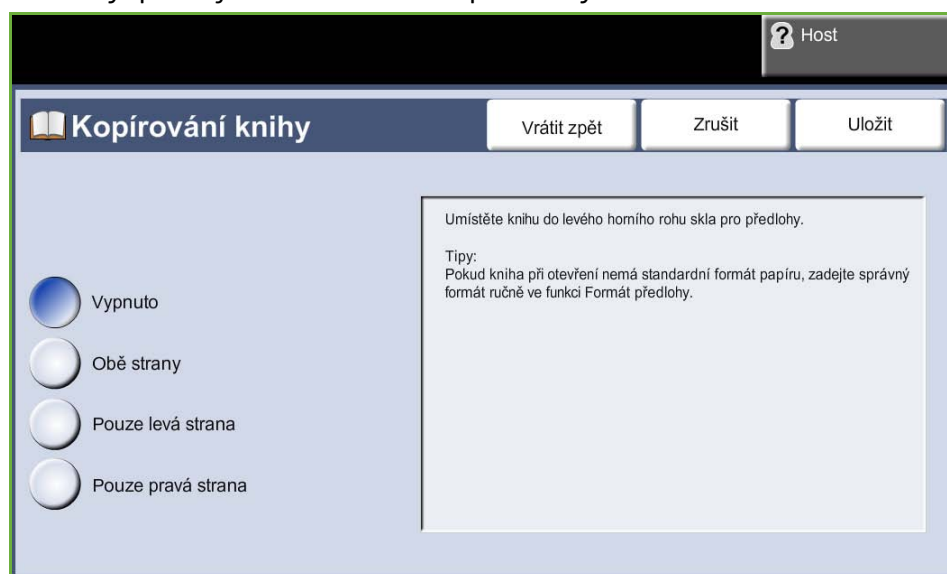 Host
Kopírování knihy
Vrátit zpět
Zrušit
Uložit
Umístěte knihu do levého horního rohu skla pro předlohy.
Tipy:
Pokud kniha při otevření nemá standardní formát papíru, zadejte správný
formát ručně ve funkci Formát předlohy.
Vypnuto
Obě strany
Pouze levá strana
Pouze pravá strana